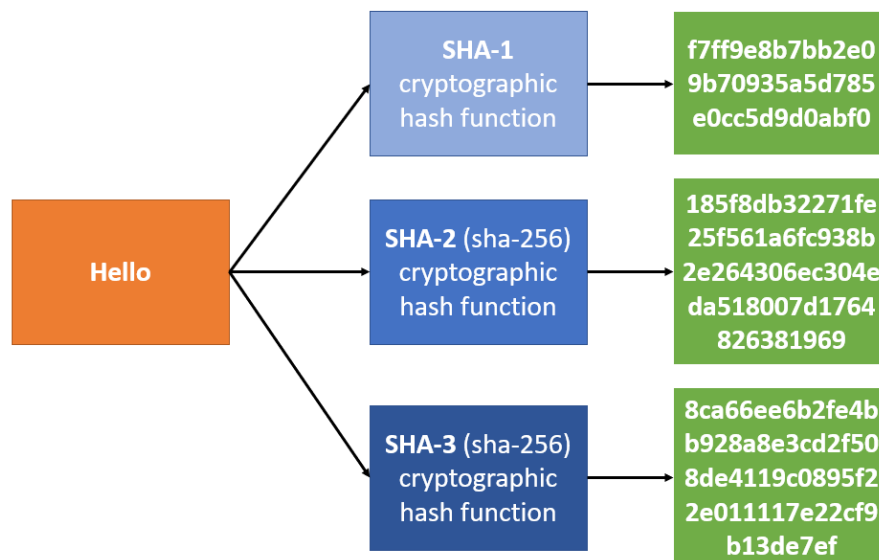 Hello
SHA-1
cryptographic
hash function
f7ff9e8b7bb2e0
9b70935a5d785
e0cc5d9d0abf0
SHA-2 (sha-256)
cryptographic
hash function
185f8db32271fe
25f561a6fc938b
2e264306ec304e
da518007d1764
826381969
SHA-3 (sha-256)
cryptographic
hash function
8ca66ee6b2fe4b
b928a8e3cd2f50
8de4119c0895f2
2e011117e22cf9
b13de7ef